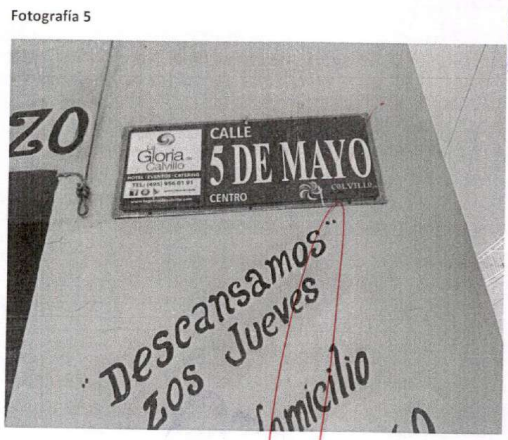 Fotografía 5
ZO
La
Gloria de
Calvillo
HOTEL · EVENTOS · CATERING
CALLE
5 DE MAYO
CENTRO
CALVILLO
"Descansamos"
Los Jueves
Domicilio